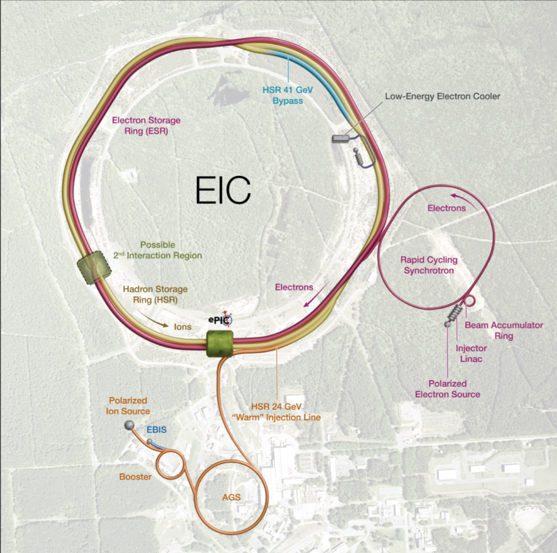 HSR 41 GeV
Bypass
Low-Energy Electron Cooler
Electron Storage
Ring (ESR)
EIC
Electrons
Possible
2nd Interaction Region
Rapid Cycling
Synchrotron
Hadron Storage
Ring (HSR)
Electrons
Ions
ePIC
Beam Accumulator
Ring
Injector
Linac
Polarized
Electron Source
HSR 24 GeV
"Warm" Injection Line
Polarized
Ion Source
EBIS
Booster
AGS